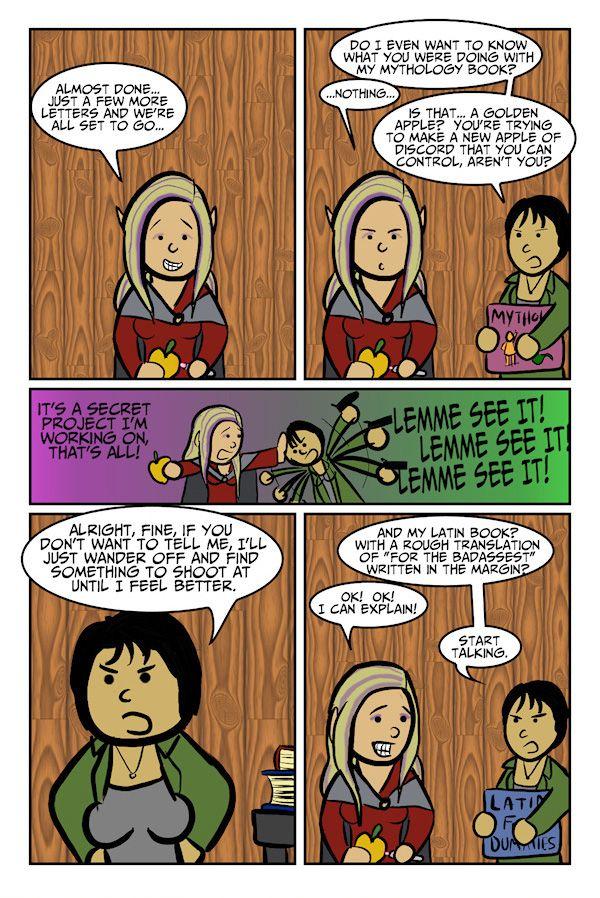 ALMOST DONE...
JUST A FEW MORE
LETTERS AND WE'RE
ALL SET TO GO...
DO I EVEN WANT TO KNOW
WHAT YOU WERE DOING WITH
MY MYTHOLOGY BOOK?
...NOTHING...
IS THAT... A GOLDEN
APPLE? YOU'RE TRYING
TO MAKE A NEW APPLE OF
DISCORD THAT YOU CAN
CONTROL, AREN'T YOU?
MYTHOL
IT'S A SECRET
PROJECT I'M
WORKING ON,
THAT'S ALL!
LEMME SEE IT!
LEMME SEE IT!
LEMME SEE IT!
ALRIGHT, FINE, IF YOU
DON'T WANT TO TELL ME, I'LL
JUST WANDER OFF AND FIND
SOMETHING TO SHOOT AT
UNTIL I FEEL BETTER.
AND MY LATIN BOOK?
WITH A ROUGH TRANSLATION
OF "FOR THE BADASSEST"
WRITTEN IN THE MARGIN?
OK! OK!
I CAN EXPLAIN!
START
TALKING.
LATIN
F
DUMMIES